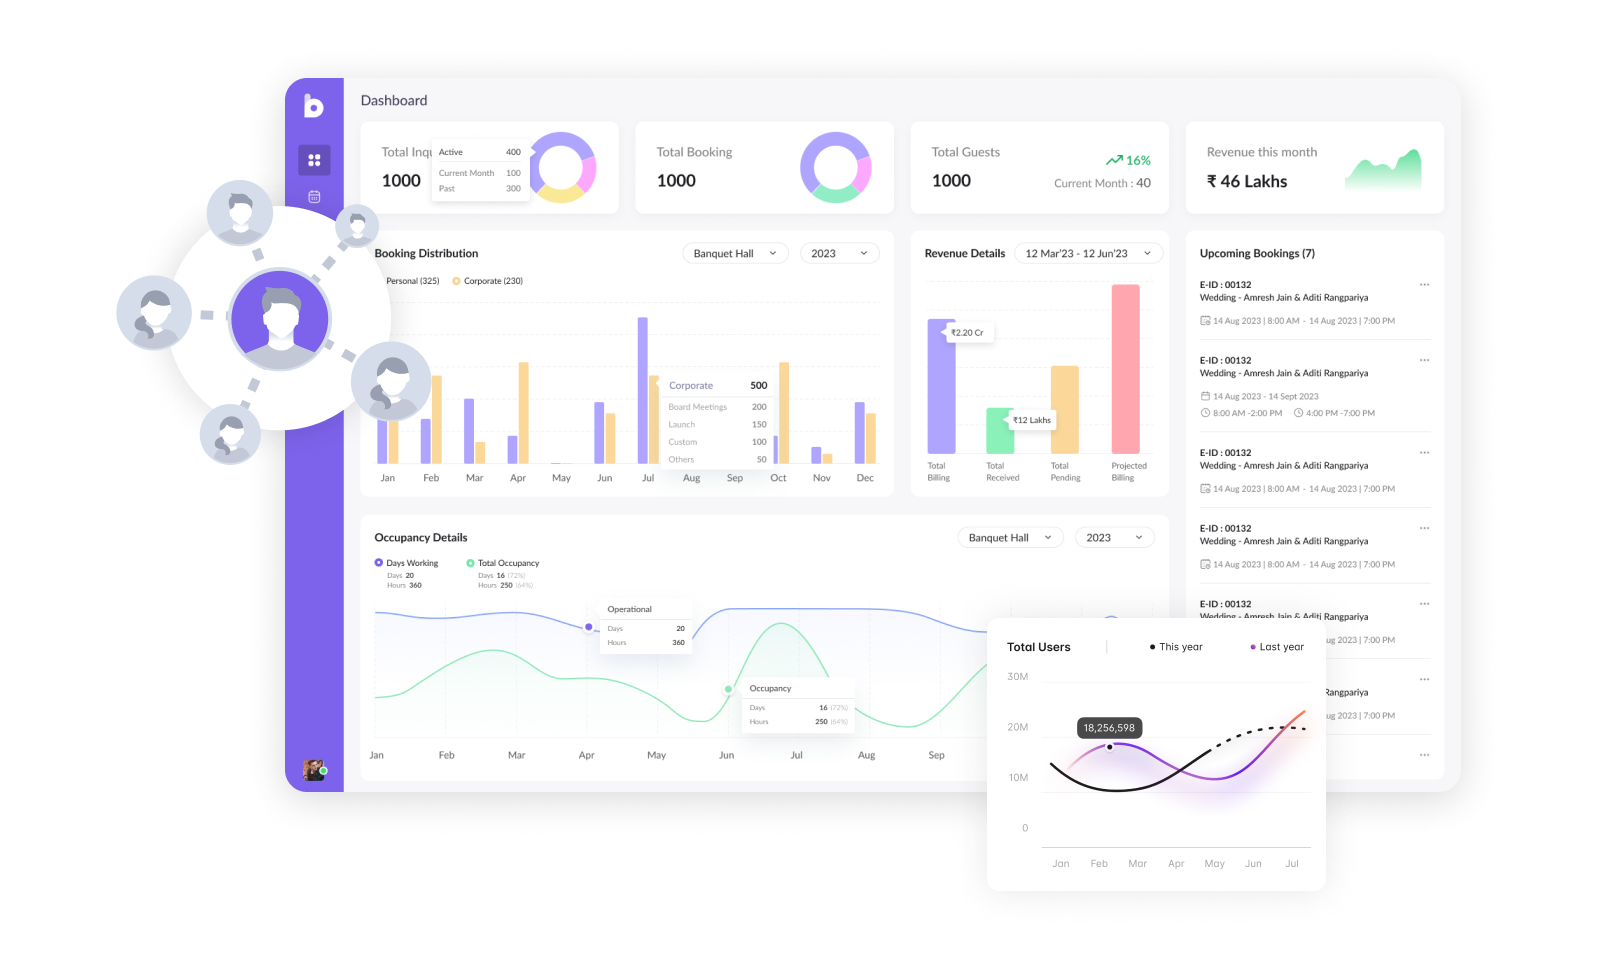 Dashboard
Total Inqu
1000
Active 400
Current Month 100
Past 300
Total Booking
1000
Total Guests
1000
16%
Current Month : 40
Revenue this month
₹ 46 Lakhs
Booking Distribution
Banquet Hall
2023
Personal (325)
Corporate (230)
Corporate 500
Board Meetings 200
Launch 150
Custom 100
Others 50
Jan Feb Mar Apr May Jun Jul Aug Sep Oct Nov Dec
Revenue Details
12 Mar'23 - 12 Jun'23
₹2.20 Cr
₹12 Lakhs
Total Billing
Total Received
Total Pending
Projected Billing
Upcoming Bookings (7)
E-ID : 00132
Wedding - Amresh Jain & Aditi Rangpariya
14 Aug 2023 | 8:00 AM - 14 Aug 2023 | 7:00 PM
E-ID : 00132
Wedding - Amresh Jain & Aditi Rangpariya
14 Aug 2023 - 14 Sept 2023
8:00 AM -2:00 PM 4:00 PM -7:00 PM
E-ID : 00132
Wedding - Amresh Jain & Aditi Rangpariya
14 Aug 2023 | 8:00 AM - 14 Aug 2023 | 7:00 PM
E-ID : 00132
Wedding - Amresh Jain & Aditi Rangpariya
14 Aug 2023 | 8:00 AM - 14 Aug 2023 | 7:00 PM
E-ID : 00132
Wedding - Amresh Jain & Aditi Rangpariya
ug 2023 | 7:00 PM
Rangpariya
ug 2023 | 7:00 PM
Occupancy Details
Banquet Hall
2023
Days Working
Days 20
Hours 360
Total Occupancy
Days 16 (72%)
Hours 250 (64%)
Operational
Days 20
Hours 360
Occupancy
Days 16 (72%)
Hours 250 (64%)
Jan Feb Mar Apr May Jun Jul Aug Sep
Total Users
This year
Last year
30M
20M
10M
0
18,256,598
Jan Feb Mar Apr May Jun Jul